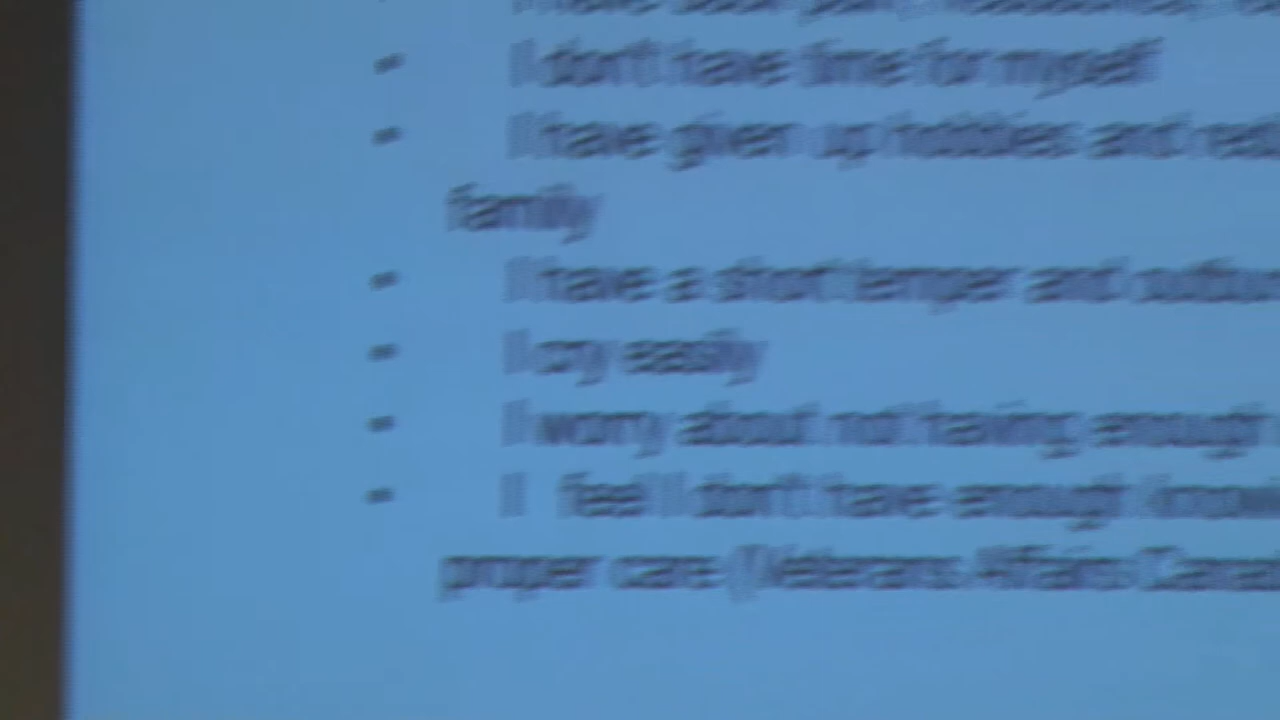 I don't have time for myself
I have given up hobbies and
family
I have a short temper and
I cry easily
I worry about not having enough
I feel I don't have enough
proper care (Veterans Affairs